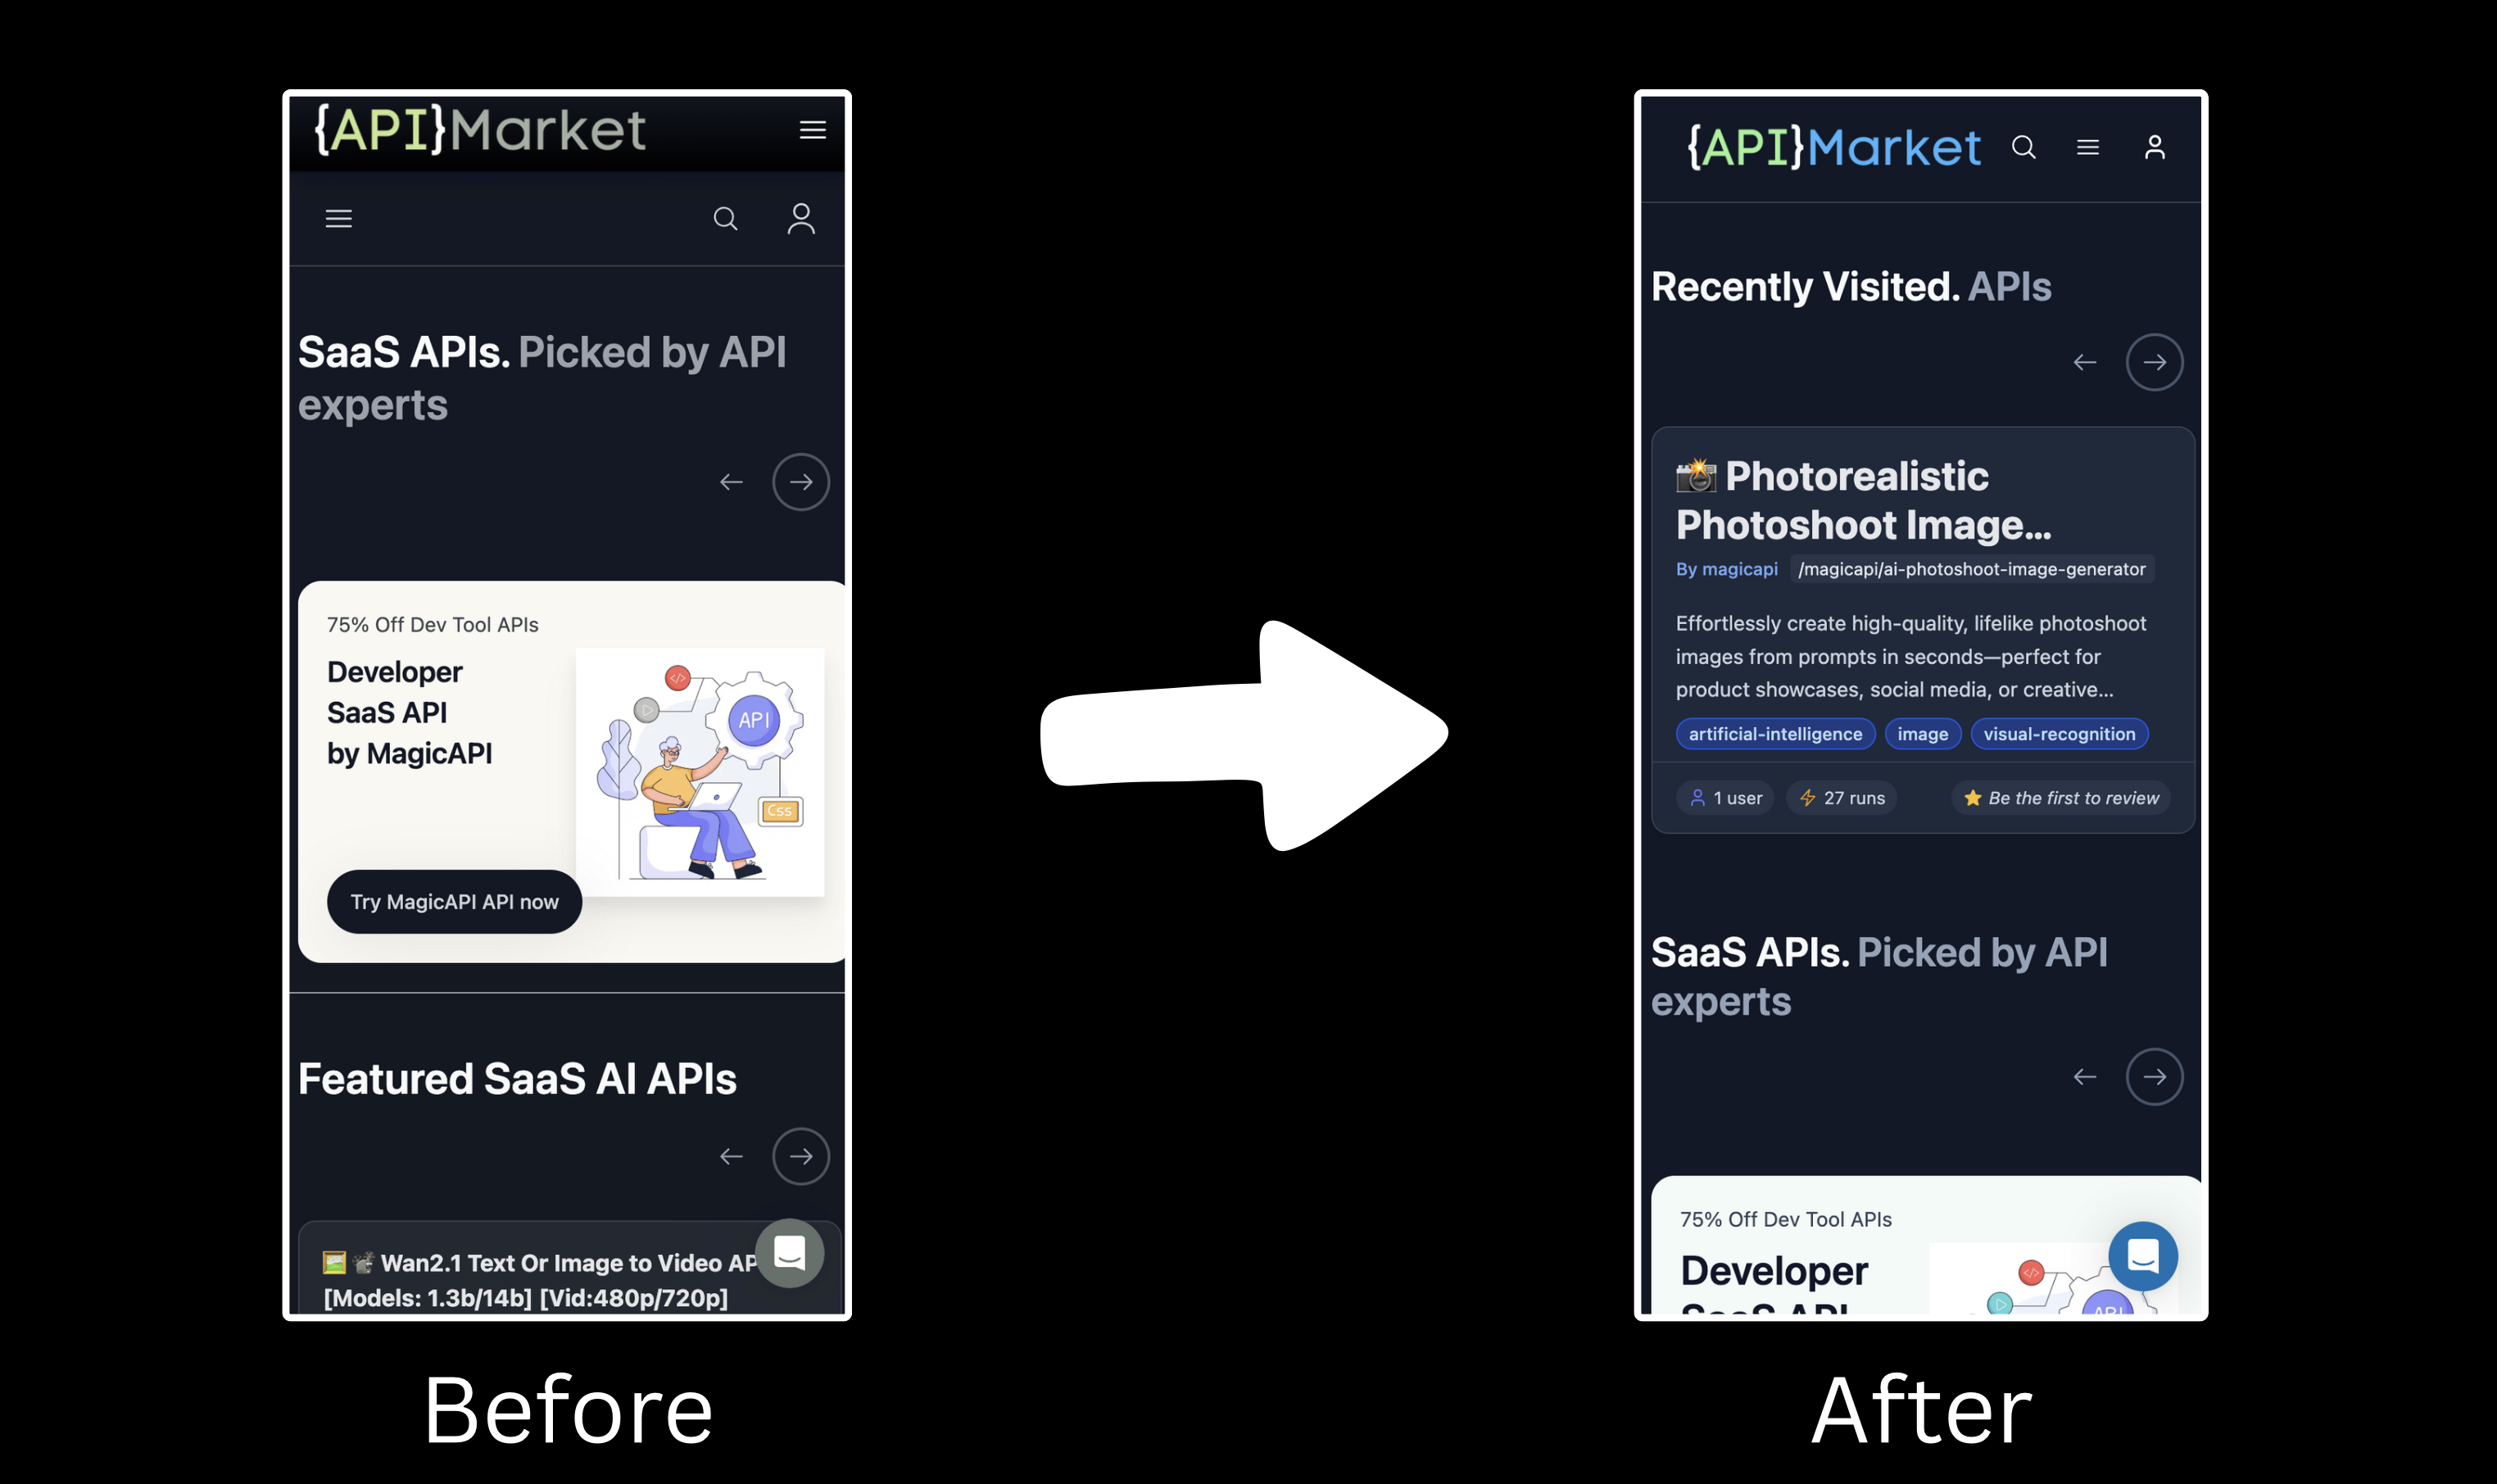 {API}Market
SaaS APIs. Picked by API
experts
75% Off Dev Tool APIs
Developer
SaaS API
by MagicAPI
</>
API
Css
Try MagicAPI API now
Featured SaaS AI APIs
Wan2.1 Text Or Image to Video AP
[Models: 1.3b/14b] [Vid:480p/720p]
Before
{API}Market
Recently Visited. APIs
📸 Photorealistic
Photoshoot Image...
By magicapi /magicapi/ai-photoshoot-image-generator
Effortlessly create high-quality, lifelike photoshoot
images from prompts in seconds—perfect for
product showcases, social media, or creative...
artificial-intelligence image visual-recognition
1 user 27 runs Be the first to review
SaaS APIs. Picked by API
experts
75% Off Dev Tool APIs
Developer
SaaS API
</>
API
After